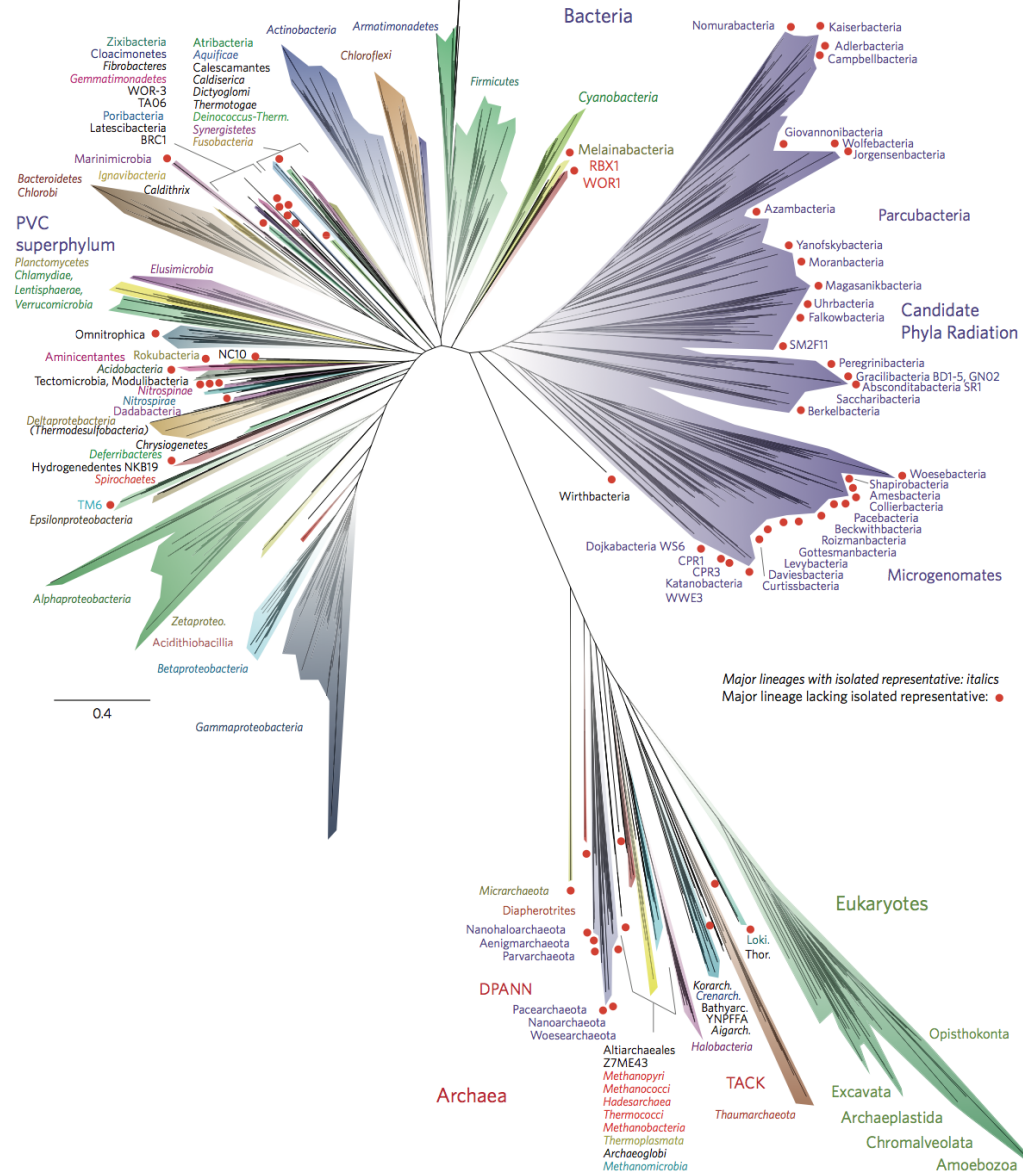 Bacteria
Nomurabacteria
Kaiserbacteria
Adlerbacteria
Campbellbacteria
Armatimonadetes
Actinobacteria
Zixibacteria
Cloacimonetes
Fibrobacteres
Gemmatimonadetes
WOR-3
TA06
Poribacteria
Latescibacteria
BRC1
Atribacteria
Aquificae
Calescamantes
Caldiserica
Dictyoglomi
Thermotogae
Deinococcus-Therm.
Synergistetes
Fusobacteria
Chloroflexi
Firmicutes
Cyanobacteria
Melainabacteria
RBX1
WOR1
Giovannonibacteria
Wolfebacteria
Jorgensenbacteria
Marinimicrobia
Ignavibacteria
Caldithrix
Bacteroidetes
Chlorobi
Azambacteria
Parcubacteria
PVC
superphylum
Planctomycetes
Chlamydiae,
Lentisphaerae,
Verrucomicrobia
Elusimicrobia
Yanofskybacteria
Moranbacteria
Magasanikbacteria
Uhrbacteria
Falkowbacteria
Candidate
Phyla Radiation
SM2F11
Omnitrophica
Aminicentantes
Rokubacteria
NC10
Acidobacteria
Tectomicrobia, Modulibacteria
Nitrospinae
Nitrospirae
Dadabacteria
Deltaprotebacteria
(Thermodesulfobacteria)
Chrysiogenetes
Deferribacteres
Hydrogenedentes NKB19
Spirochaetes
TM6
Epsilonproteobacteria
Peregrinibacteria
Gracilibacteria BD1-5, GN02
Absconditabacteria SR1
Saccharibacteria
Berkelbacteria
Woesebacteria
Shapirobacteria
Amesbacteria
Collierbacteria
Pacebacteria
Beckwithbacteria
Roizmanbacteria
Gottesmanbacteria
Levybacteria
Daviesbacteria
Curtissbacteria
Microgenomates
Wirthbacteria
Dojkabacteria WS6
CPR1
CPR3
Katanobacteria
WWE3
Alphaproteobacteria
Zetaproteo.
Acidithiobacillia
Betaproteobacteria
Gammaproteobacteria
0.4
Major lineages with isolated representative: italics
Major lineage lacking isolated representative:
Micrarchaeota
Diapherotrites
Nanohaloarchaeota
Aenigmarchaeota
Parvarchaeota
DPANN
Pacearchaeota
Nanoarchaeota
Woesearchaeota
Archaea
Altiarchaeales
Z7ME43
Methanopyri
Methanococci
Hadesarchaea
Thermococci
Methanobacteria
Thermoplasmata
Archaeoglobi
Methanomicrobia
Halobacteria
Korarch.
Crenarch.
Bathyarc.
YNPFFA
Aigarch.
TACK
Thaumarchaeota
Loki.
Thor.
Eukaryotes
Opisthokonta
Excavata
Archaeplastida
Chromalveolata
Amoebozoa